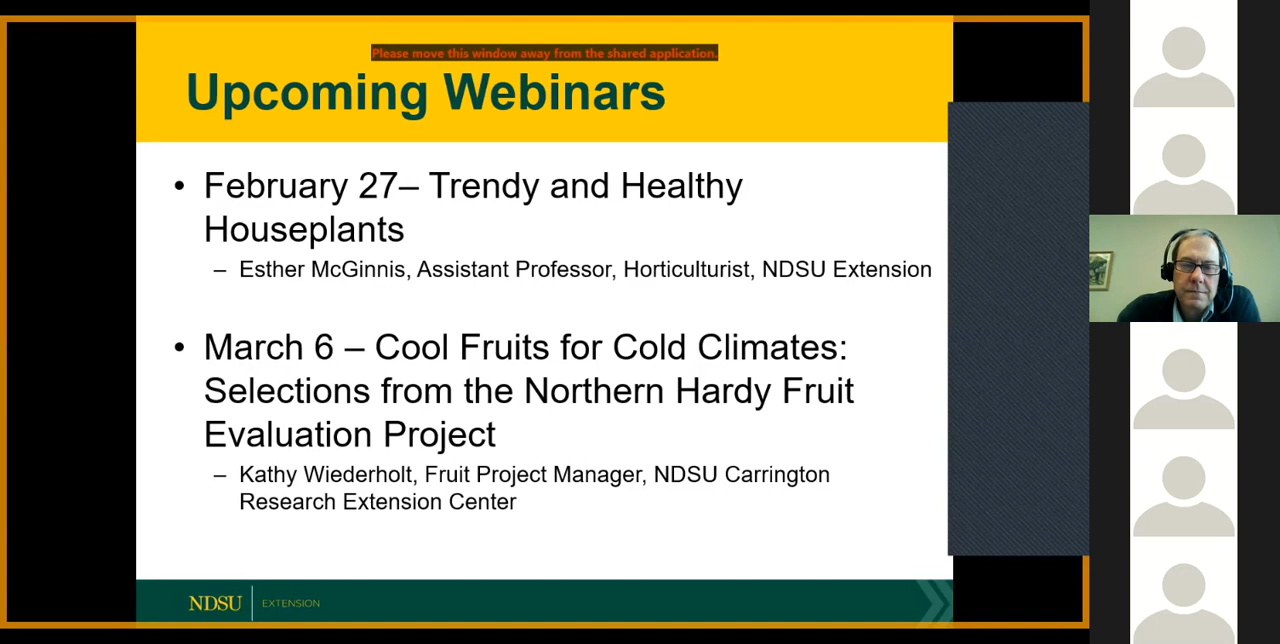 Please move this window away from the shared application.
Upcoming Webinars
• February 27– Trendy and Healthy
Houseplants
– Esther McGinnis, Assistant Professor, Horticulturist, NDSU Extension
• March 6 – Cool Fruits for Cold Climates:
Selections from the Northern Hardy Fruit
Evaluation Project
– Kathy Wiederholt, Fruit Project Manager, NDSU Carrington
Research Extension Center
NDSU EXTENSION